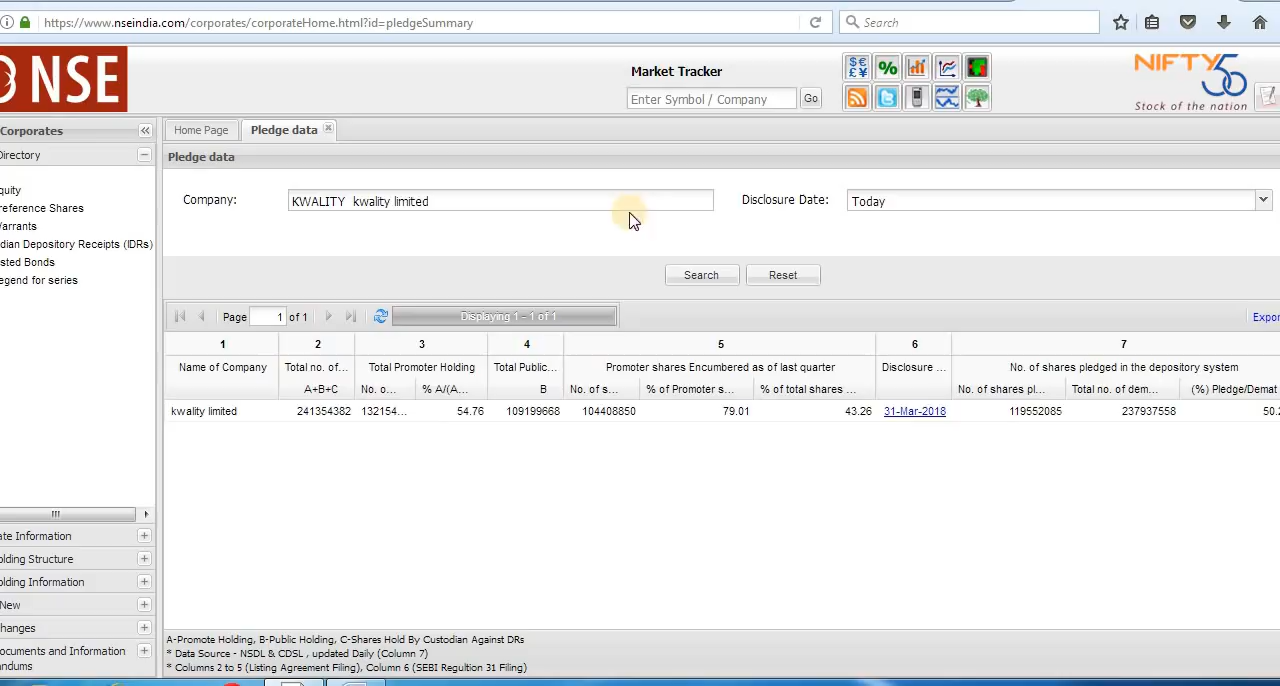 https://www.nseindia.com/corporates/corporateHome.html?id=pledgeSummary
Search
NSE
Market Tracker
Enter Symbol / Company
Go
NIFTY 50
Stock of the nation
Corporates
Directory
quity
reference Shares
arrants
dian Depository Receipts (IDRs)
sted Bonds
egend for series
ate Information
olding Structure
olding Information
New
hanges
ocuments and Information
andums
Home Page
Pledge data
Pledge data
Company:
KWALITY kwality limited
Disclosure Date:
Today
Search
Reset
Page 1 of 1
Displaying 1 - 1 of 1
Expor
1 2 3 4 5 6 7
Name of Company Total no. of... Total Promoter Holding Total Public... Promoter shares Encumbered as of last quarter Disclosure ... No. of shares pledged in the depository system
A+B+C No. o... % A/(A... B No. of s... % of Promoter s... % of total shares ... No. of shares pl... Total no. of dem... (%) Pledge/Demat
kwality limited 241354382 132154... 54.76 109199668 104408850 79.01 43.26 31-Mar-2018 119552085 237937558 50.2
A-Promote Holding, B-Public Holding, C-Shares Held By Custodian Against DRs
* Data Source - NSDL & CDSL , updated Daily (Column 7)
* Columns 2 to 5 (Listing Agreement Filing), Column 6 (SEBI Regultion 31 Filing)